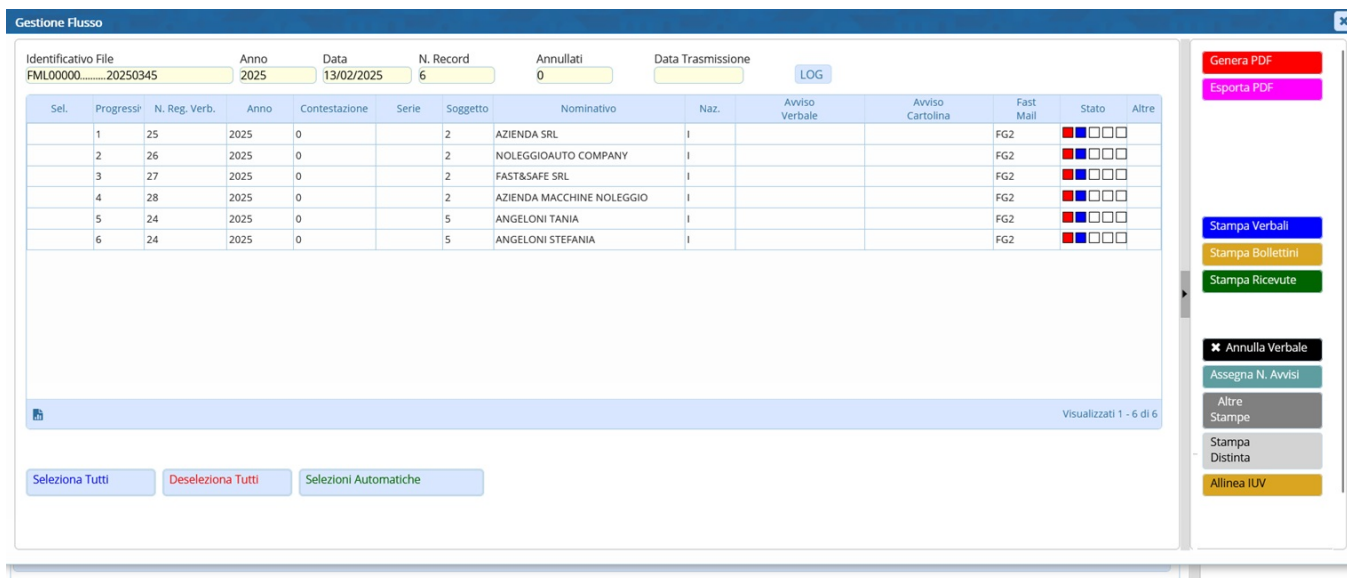 Gestione Flusso
Identificativo File Anno Data N. Record Annullati Data Trasmissione
FML00000..........20250345 2025 13/02/2025 6 0 LOG
Sel. Progressi N. Reg. Verb. Anno Contestazione Serie Soggetto Nominativo Naz. Avviso Verbale Avviso Cartolina Fast Mail Stato Altre
1 25 2025 0 2 AZIENDA SRL I FG2
2 26 2025 0 2 NOLEGGIOAUTO COMPANY I FG2
3 27 2025 0 2 FAST&SAFE SRL I FG2
4 28 2025 0 2 AZIENDA MACCHINE NOLEGGIO I FG2
5 24 2025 0 5 ANGELONI TANIA I FG2
6 24 2025 0 5 ANGELONI STEFANIA I FG2
Visualizzati 1 - 6 di 6
Seleziona Tutti Deseleziona Tutti Selezioni Automatiche
Genera PDF
Esporta PDF
Stampa Verbali
Stampa Bollettini
Stampa Ricevute
Annulla Verbale
Assegna N. Avvisi
Altre
Stampe
Stampa
Distinta
Allinea IUV